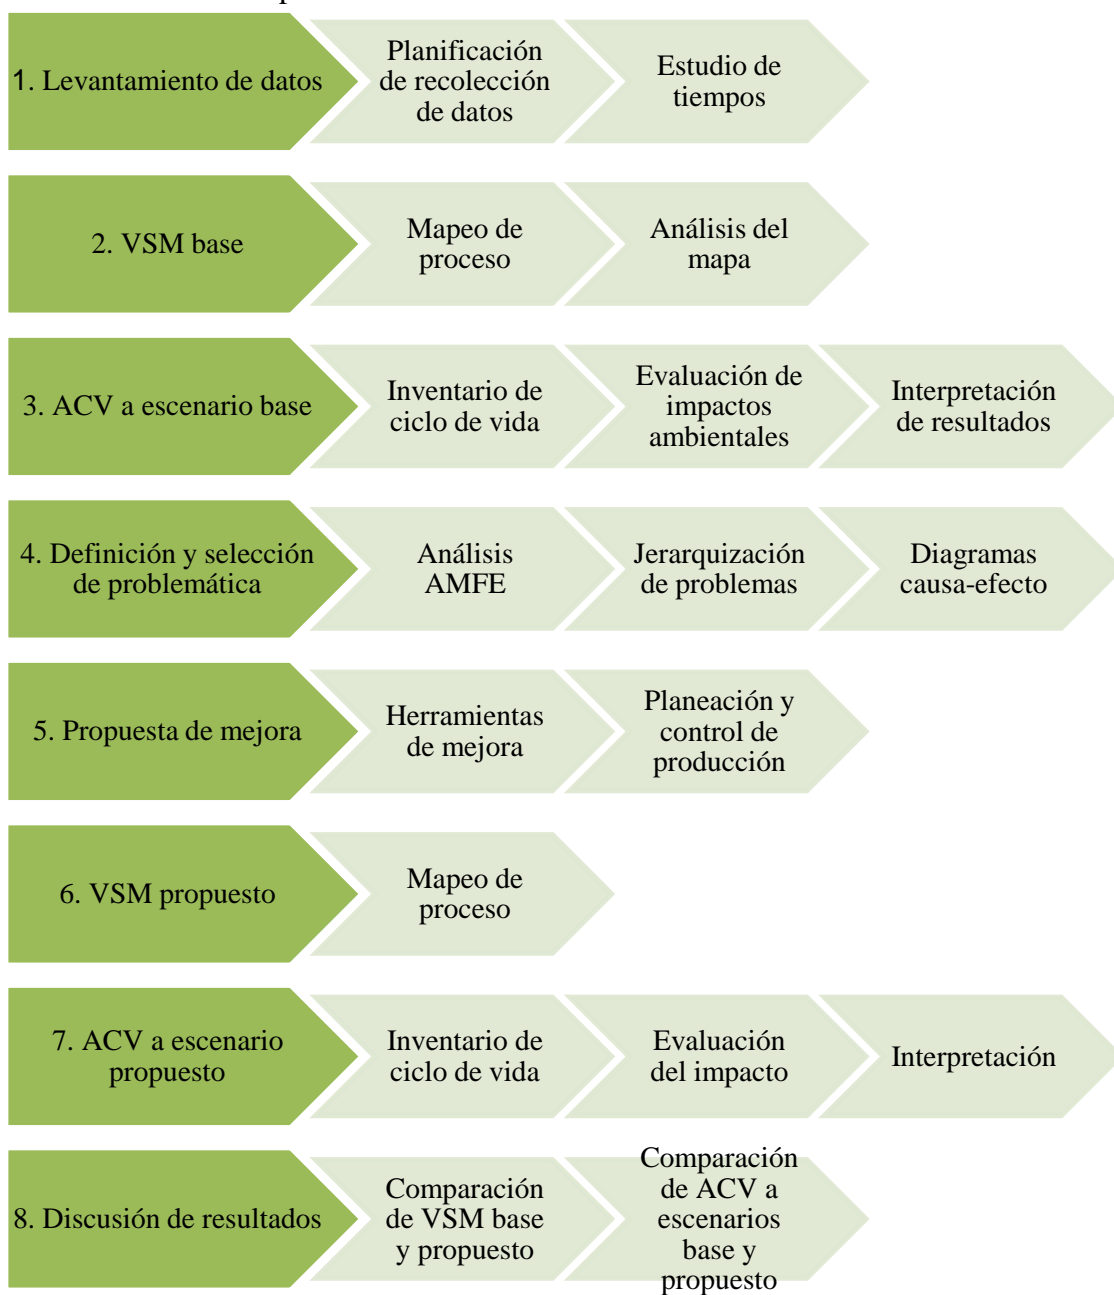 1. Levantamiento de datos
Planificación
de recolección
de datos
Estudio de
tiempos
2. VSM base
Mapeo de
proceso
Análisis del
mapa
3. ACV a escenario base
Inventario de
ciclo de vida
Evaluación de
impactos
ambientales
Interpretación
de resultados
4. Definición y selección
de problemática
Análisis
AMFE
Jerarquización
de problemas
Diagramas
causa-efecto
5. Propuesta de mejora
Herramientas
de mejora
Planeación y
control de
producción
6. VSM propuesto
Mapeo de
proceso
7. ACV a escenario
propuesto
Inventario de
ciclo de vida
Evaluación
del impacto
Interpretación
8. Discusión de resultados
Comparación
de VSM base
y propuesto
Comparación
de ACV a
escenarios
base y
propuesto